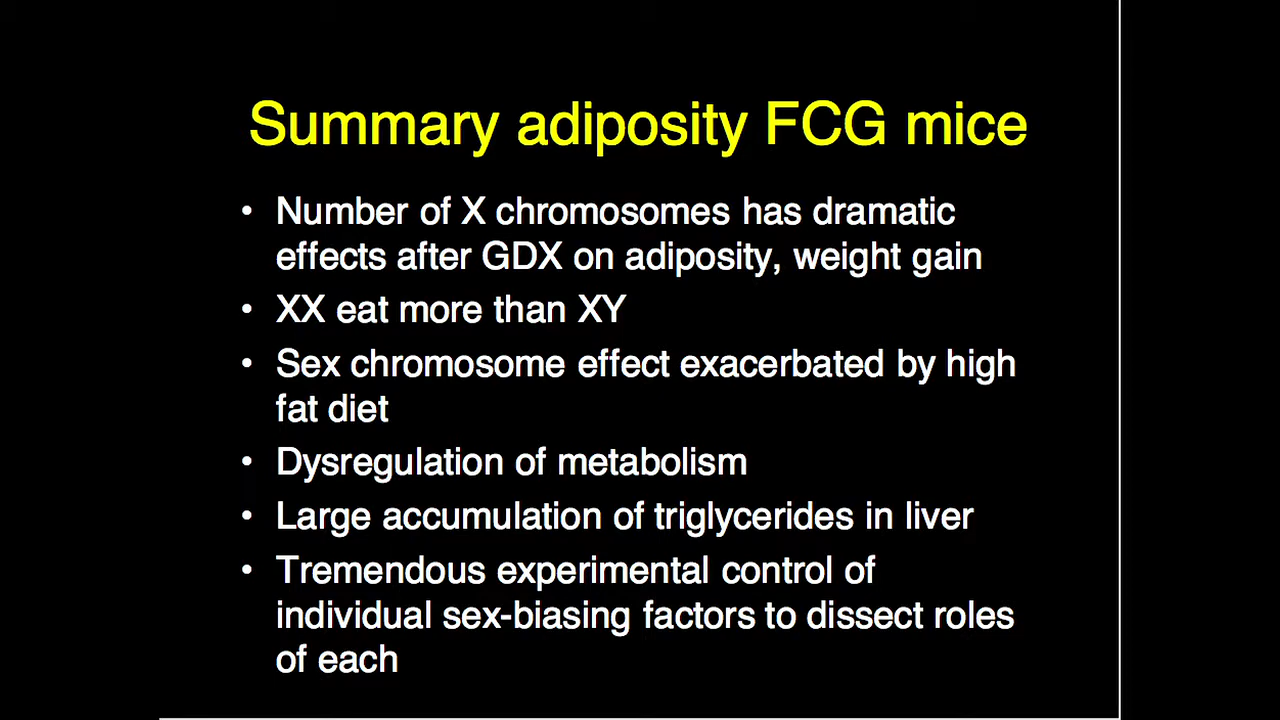 Summary adiposity FCG mice
• Number of X chromosomes has dramatic
effects after GDX on adiposity, weight gain
• XX eat more than XY
• Sex chromosome effect exacerbated by high
fat diet
• Dysregulation of metabolism
• Large accumulation of triglycerides in liver
• Tremendous experimental control of
individual sex-biasing factors to dissect roles
of each